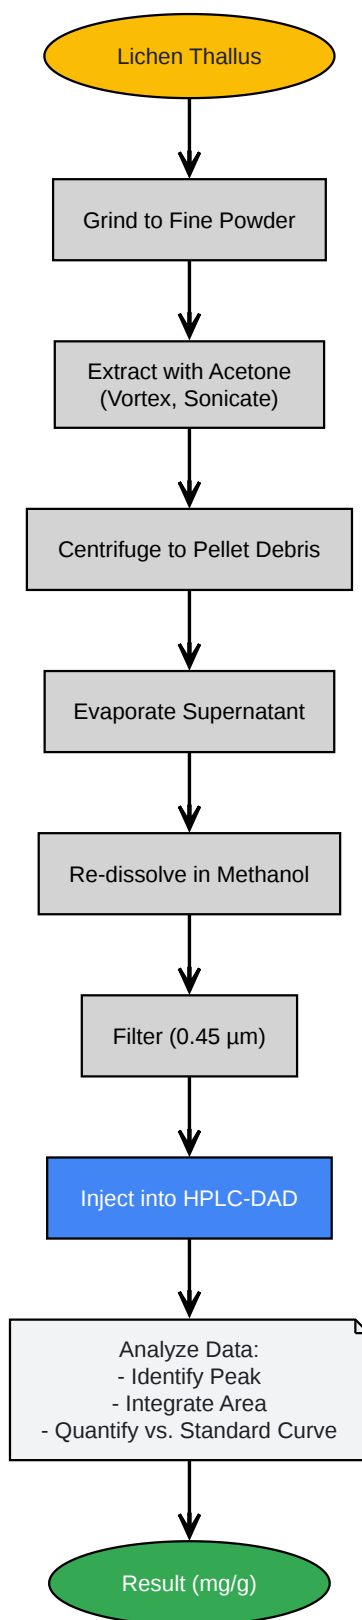 Lichen Thallus
Grind to Fine Powder
Extract with Acetone
(Vortex, Sonicate)
Centrifuge to Pellet Debris
Evaporate Supernatant
Re-dissolve in Methanol
Filter (0.45 µm)
Inject into HPLC-DAD
Analyze Data:
- Identify Peak
- Integrate Area
- Quantify vs. Standard Curve
Result (mg/g)